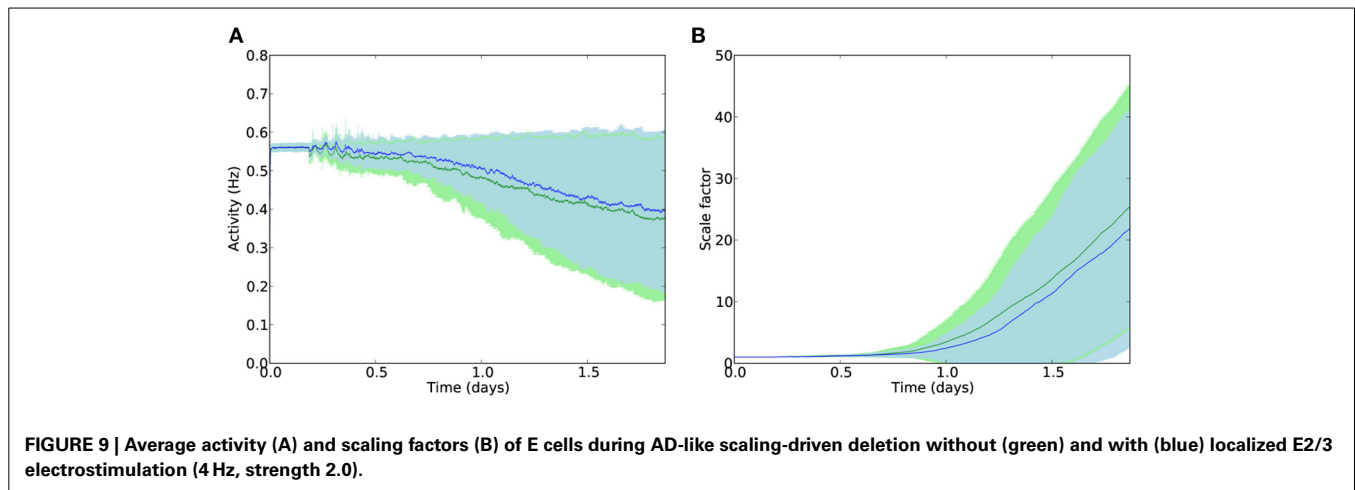 A
B
0.8
0.7
0.6
0.5
0.4
0.3
0.2
0.1
0.0
Activity (Hz)
0.0
0.5
1.0
1.5
Time (days)
50
40
30
20
10
0
Scale factor
0.0
0.5
1.0
1.5
Time (days)
FIGURE 9 | Average activity (A) and scaling factors (B) of E cells during AD-like scaling-driven deletion without (green) and with (blue) localized E2/3
electrostimulation (4 Hz, strength 2.0).